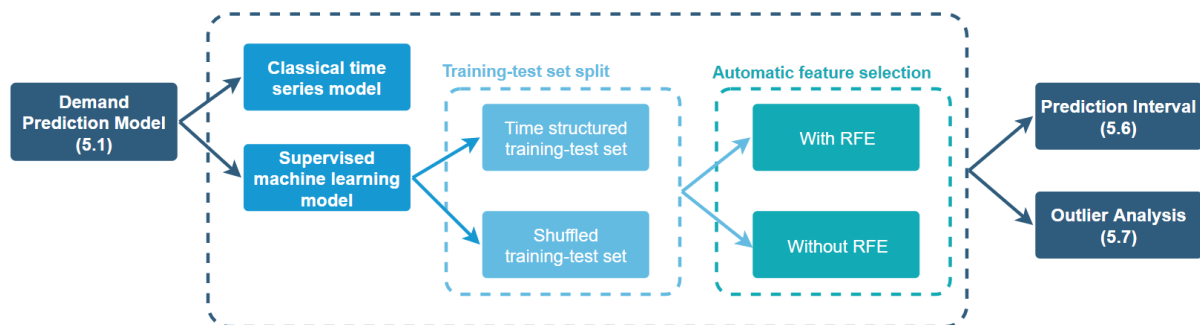 Demand
Prediction Model
(5.1)
Classical time
series model
Supervised
machine learning
model
Training-test set split
Time structured
training-test set
Shuffled
training-test set
Automatic feature selection
With RFE
Without RFE
Prediction Interval
(5.6)
Outlier Analysis
(5.7)